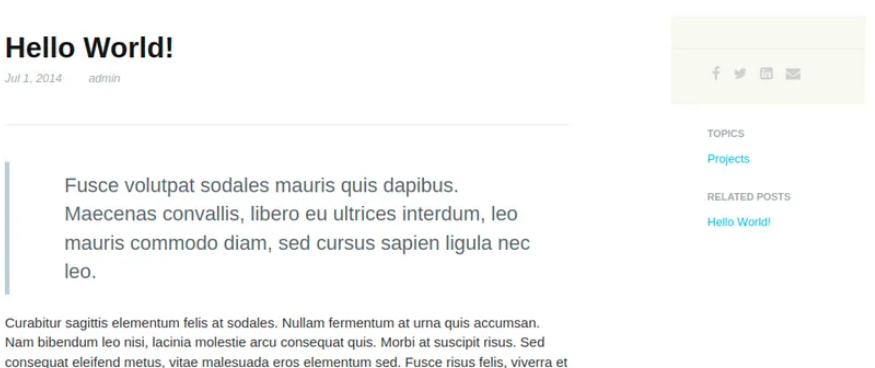 Hello World!
Jul 1, 2014 admin
Fusce volutpat sodales mauris quis dapibus.
Maecenas convallis, libero eu ultrices interdum, leo
mauris commodo diam, sed cursus sapien ligula nec
leo.
Curabitur sagittis elementum felis at sodales. Nullam fermentum at urna quis accumsan.
Nam bibendum leo nisi, lacinia molestie arcu consequat quis. Morbi at suscipit risus. Sed
consequat eleifend metus, vitae malesuada eros elementum sed. Fusce risus felis, viverra et
TOPICS
Projects
RELATED POSTS
Hello World!